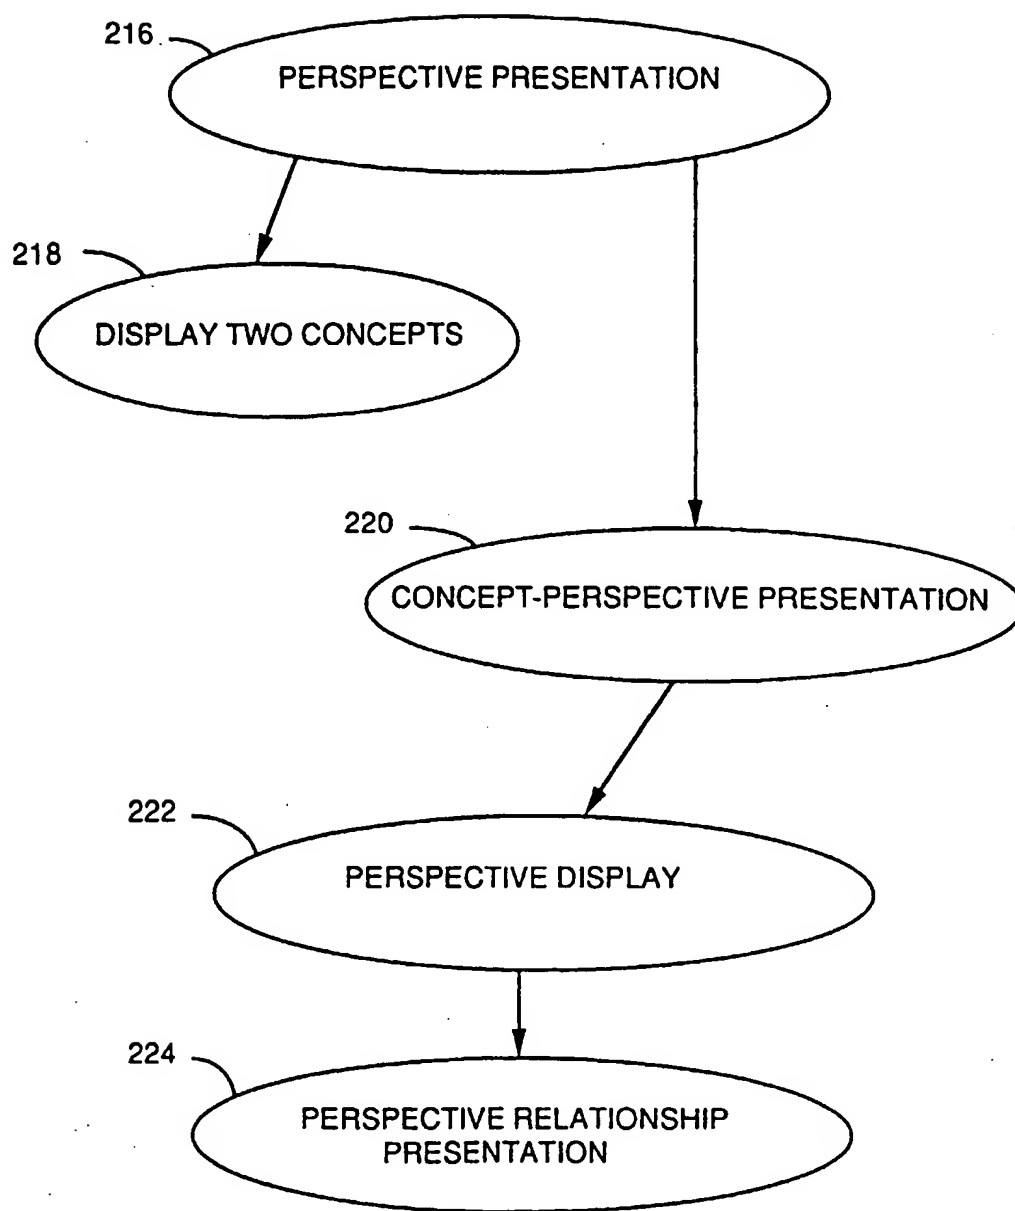 216
PERSPECTIVE PRESENTATION
218
DISPLAY TWO CONCEPTS
220
CONCEPT-PERSPECTIVE PRESENTATION
222
PERSPECTIVE DISPLAY
224
PERSPECTIVE RELATIONSHIP
PRESENTATION